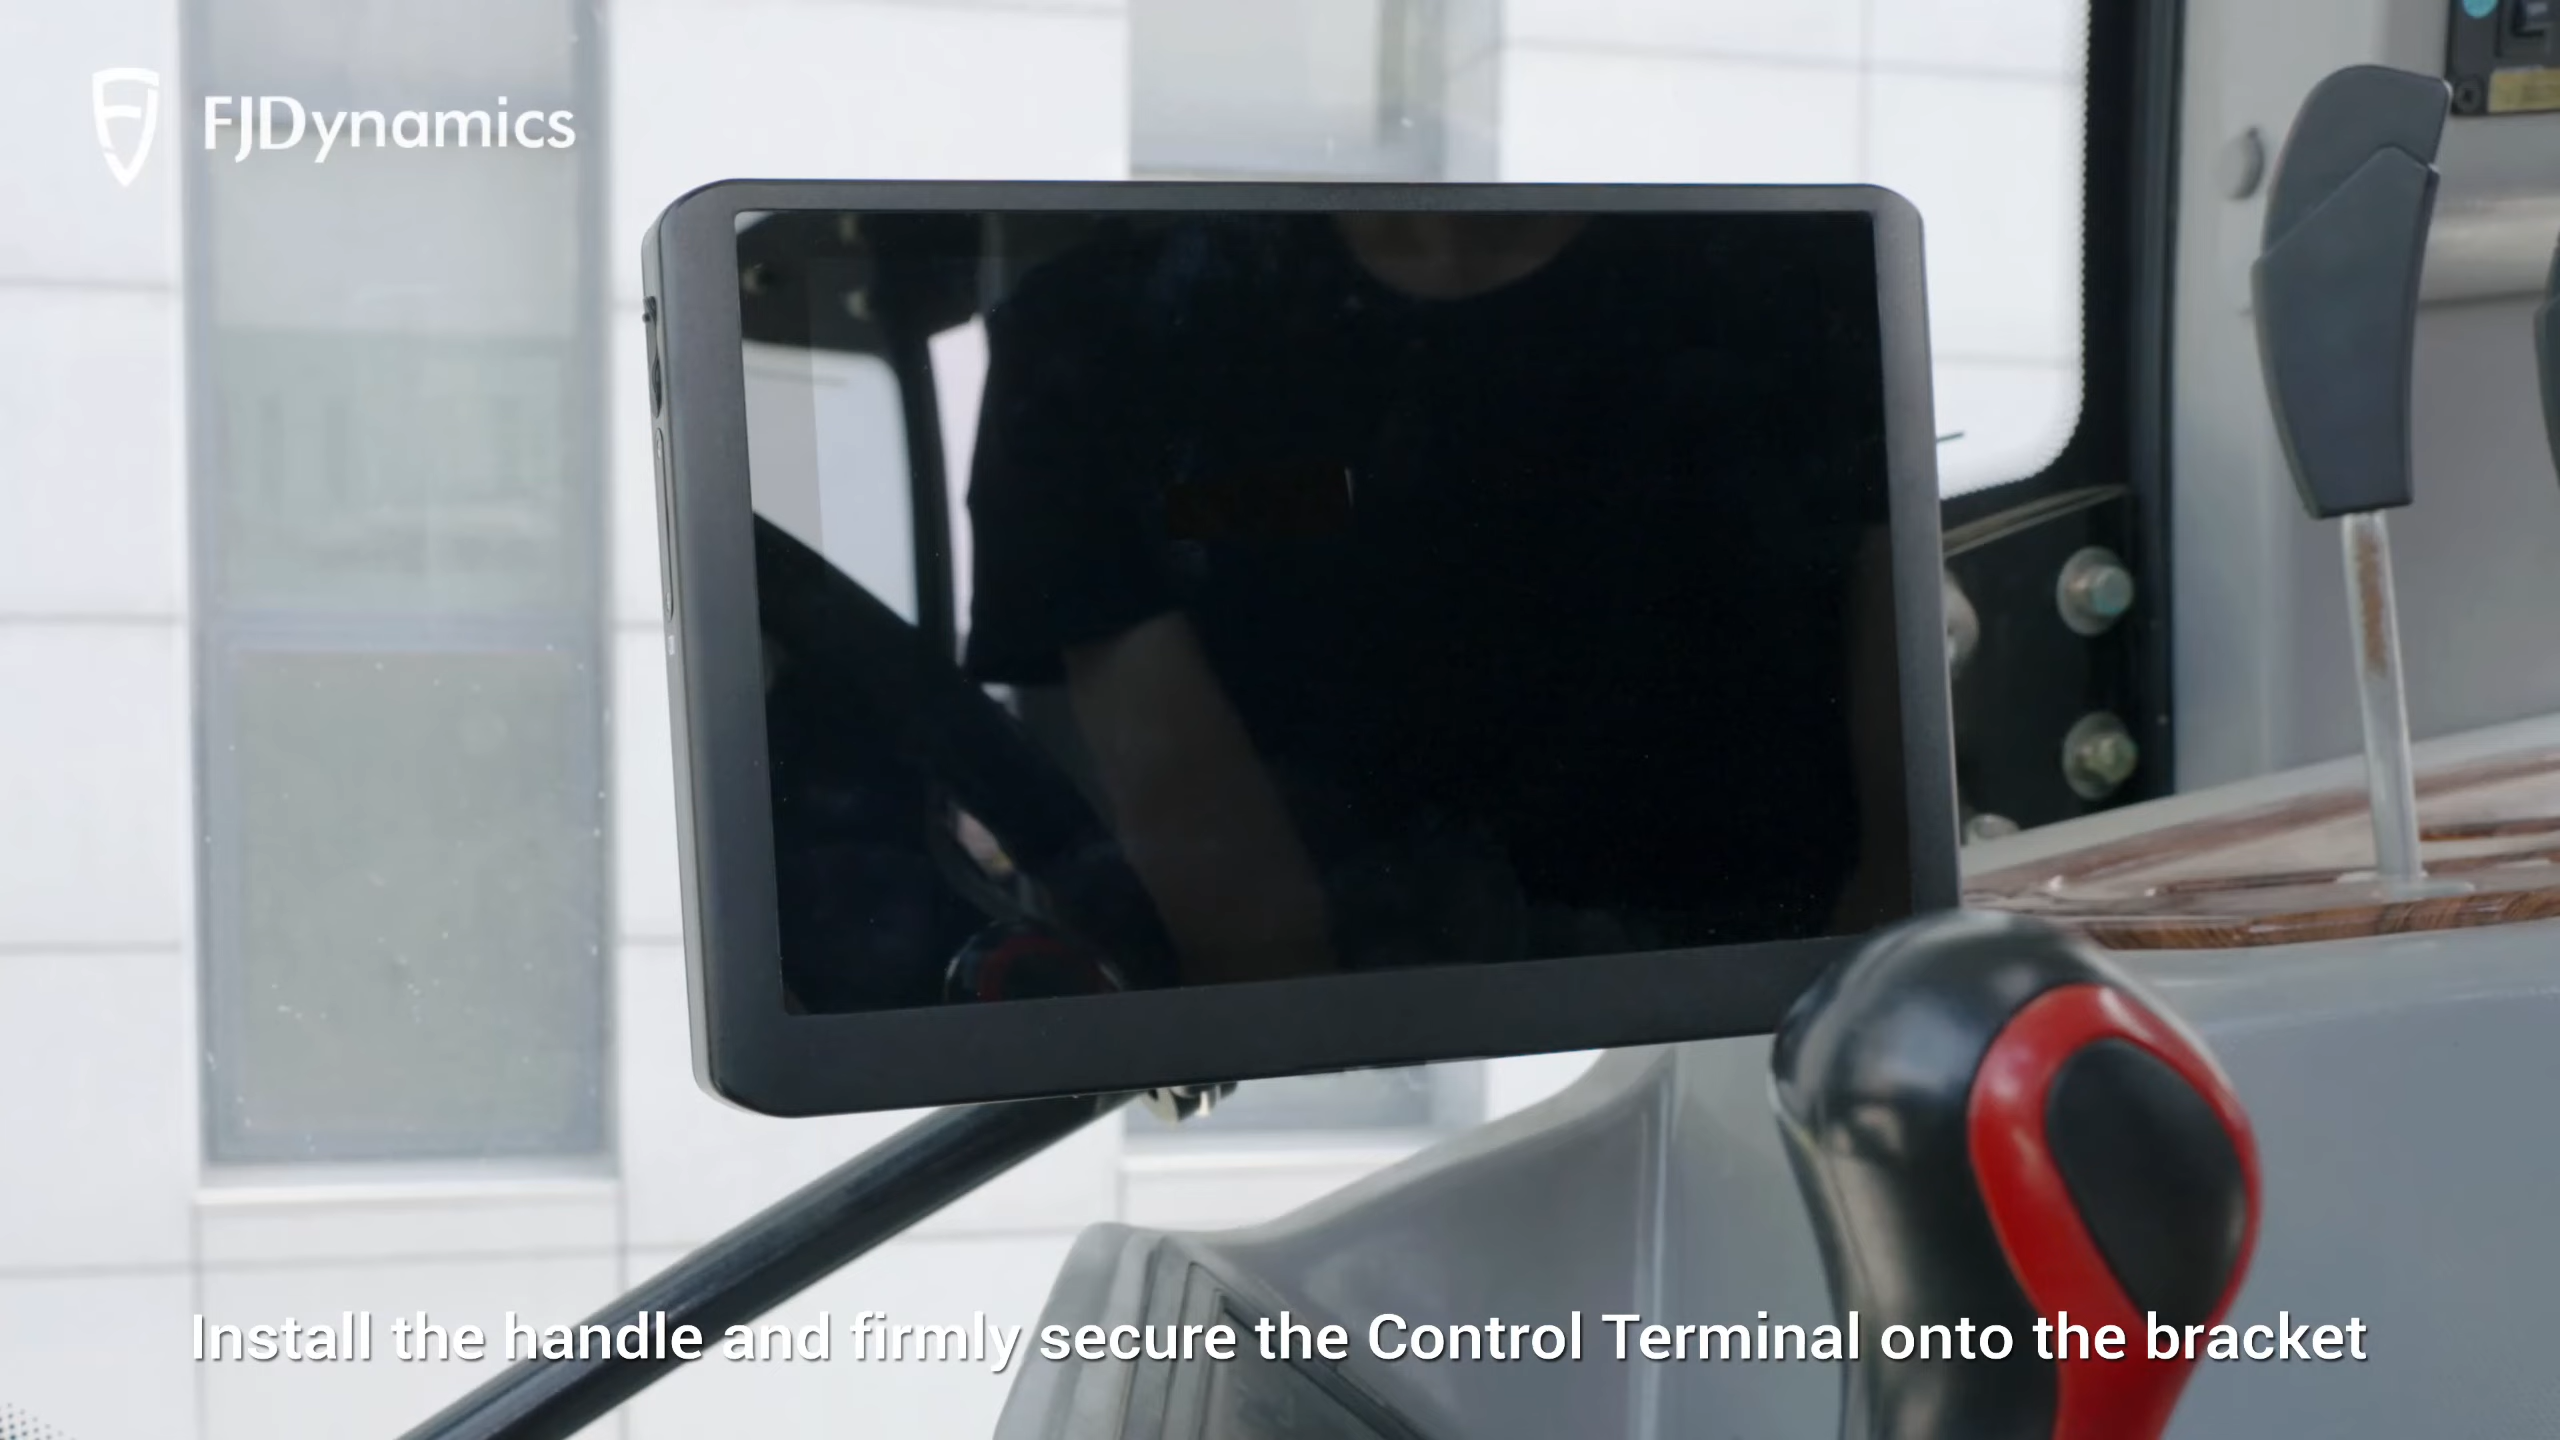 FJDynamics
Install the handle and firmly secure the Control Terminal onto the bracket